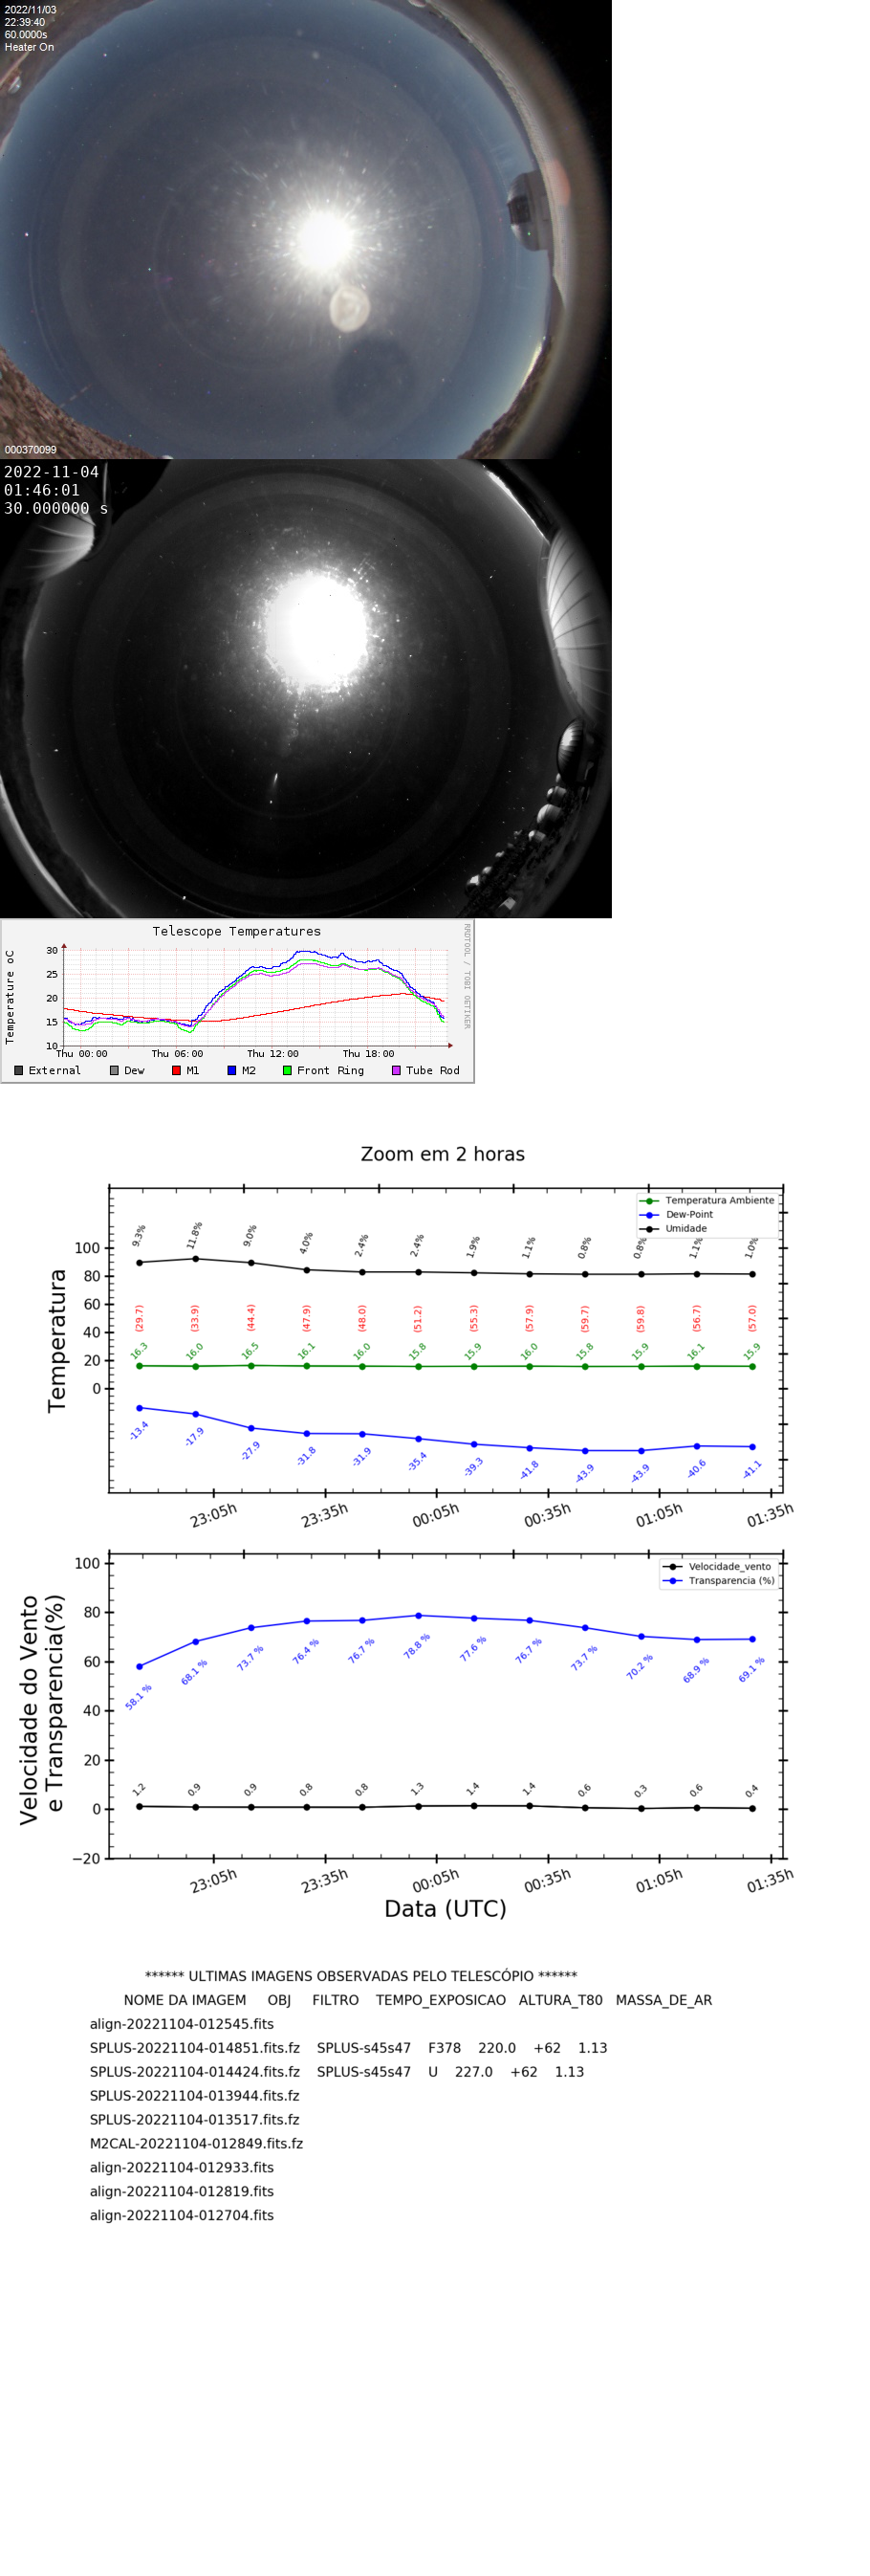 2022/11/03
22:39:40
60.0000s
Heater On
000370099
2022-11-04
01:46:01
30.000000 s
Telescope Temperatures
RRDTOOL / TOBI OETIKER
Temperature oC
30
25
20
15
10
Thu 00:00 Thu 06:00 Thu 12:00 Thu 18:00
External Dew M1 M2 Front Ring Tube Rod
Zoom em 2 horas
Temperatura Ambiente
Dew-Point
Umidade
9.3% 11.8% 9.0% 4.0% 2.4% 2.4% 1.9% 1.1% 0.8% 0.8% 1.1% 1.0%
Temperatura
100
80
60
40
20
0
(29.7) (33.9) (44.4) (47.9) (48.0) (51.2) (55.3) (57.9) (59.7) (59.8) (56.7) (57.0)
16.3 16.0 16.5 16.1 16.0 15.8 15.9 16.0 15.8 15.9 16.1 15.9
-13.4 -17.9 -27.9 -31.8 -31.9 -35.4 -39.3 -41.8 -43.9 -43.9 -40.6 -41.1
23:05h 23:35h 00:05h 00:35h 01:05h 01:35h
Velocidade_vento
Transparencia (%)
Velocidade do Vento
e Transparencia(%)
100
80
60
40
20
0
−20
58.1 % 68.1 % 73.7 % 76.4 % 76.7 % 78.8 % 77.6 % 76.7 % 73.7 % 70.2 % 68.9 % 69.1 %
1.2 0.9 0.9 0.8 0.8 1.3 1.4 1.4 0.6 0.3 0.6 0.4
23:05h 23:35h 00:05h 00:35h 01:05h 01:35h
Data (UTC)
****** ULTIMAS IMAGENS OBSERVADAS PELO TELESCÓPIO ******
NOME DA IMAGEM OBJ FILTRO TEMPO_EXPOSICAO ALTURA_T80 MASSA_DE_AR
align-20221104-012545.fits
SPLUS-20221104-014851.fits.fz SPLUS-s45s47 F378 220.0 +62 1.13
SPLUS-20221104-014424.fits.fz SPLUS-s45s47 U 227.0 +62 1.13
SPLUS-20221104-013944.fits.fz
SPLUS-20221104-013517.fits.fz
M2CAL-20221104-012849.fits.fz
align-20221104-012933.fits
align-20221104-012819.fits
align-20221104-012704.fits